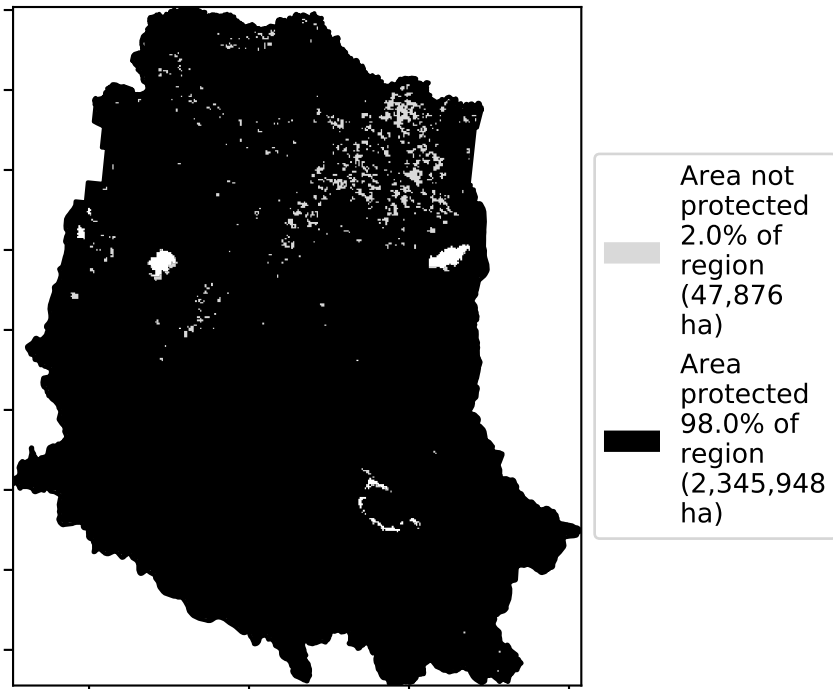 Area not
protected
2.0% of
region
(47,876
ha)
Area
protected
98.0% of
region
(2,345,948
ha)